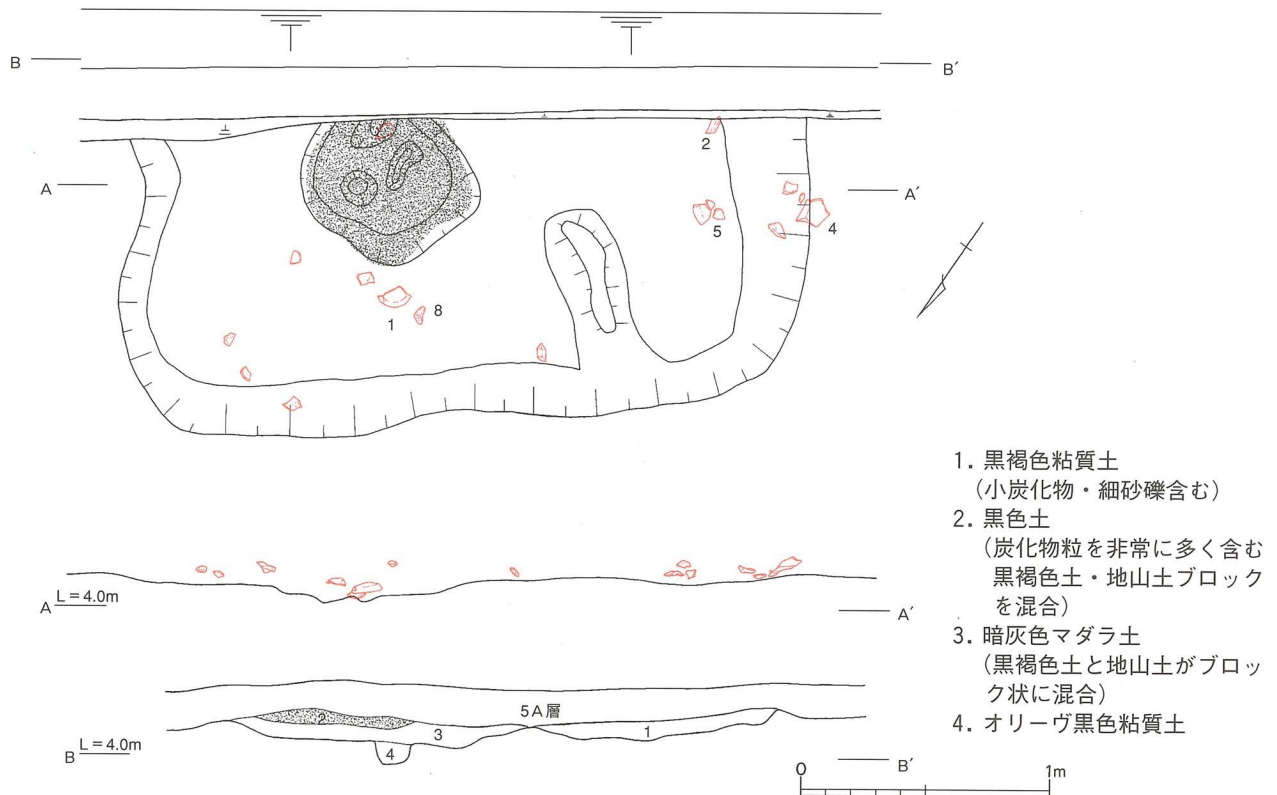 B
B′
A
A′
2
5
4
1
8
A L=4.0m
A′
5A層
2
3
1
4
B L=4.0m
B′
0
1m
1. 黒褐色粘質土
（小炭化物・細砂礫含む）
2. 黒色土
（炭化物粒を非常に多く含む
黒褐色土・地山土ブロック
を混合）
3. 暗灰色マダラ土
（黒褐色土と地山土がブロッ
ク状に混合）
4. オリーヴ黒色粘質土